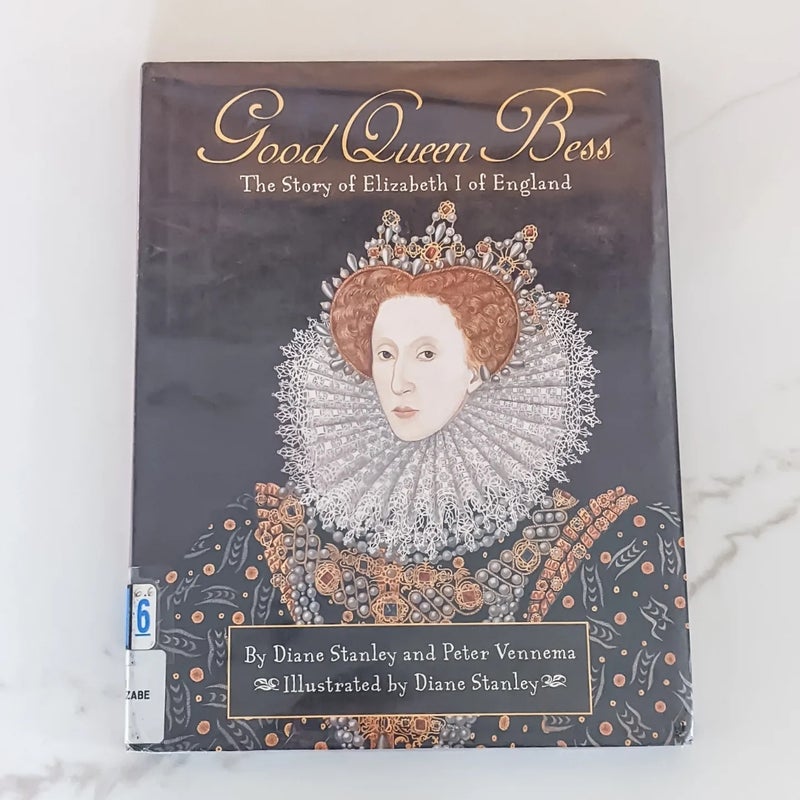 Good Queen Bess
The Story of Elizabeth I of England
6
ZABE
By Diane Stanley and Peter Vennema
Illustrated by Diane Stanley